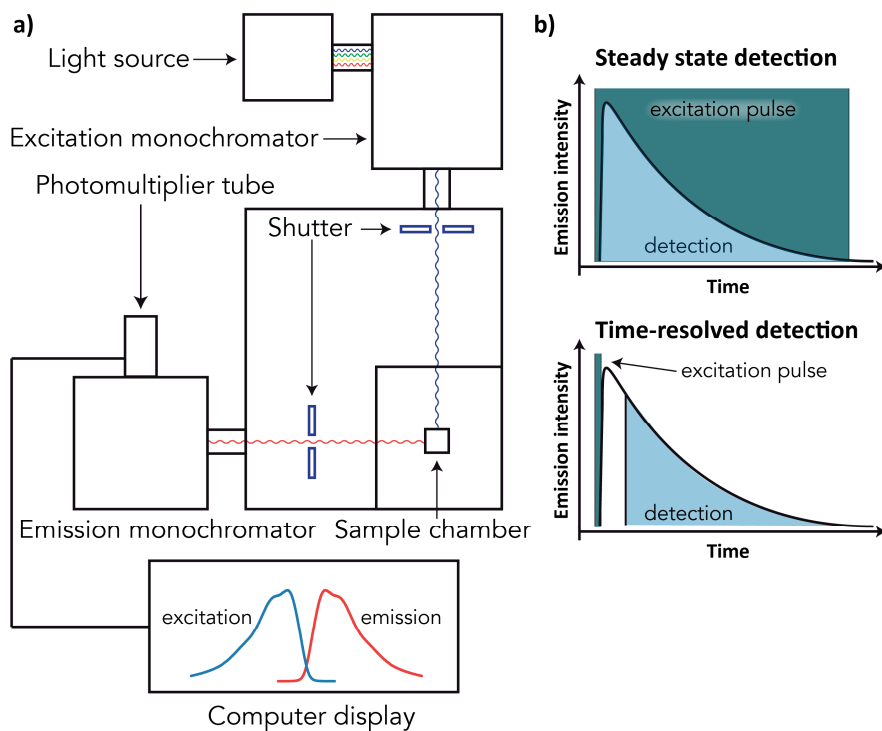 a)
Light source
Excitation monochromator
Photomultiplier tube
Shutter
Emission monochromator
Sample chamber
excitation
emission
Computer display
b)
Steady state detection
Emission intensity
excitation pulse
detection
Time
Time-resolved detection
Emission intensity
excitation pulse
detection
Time